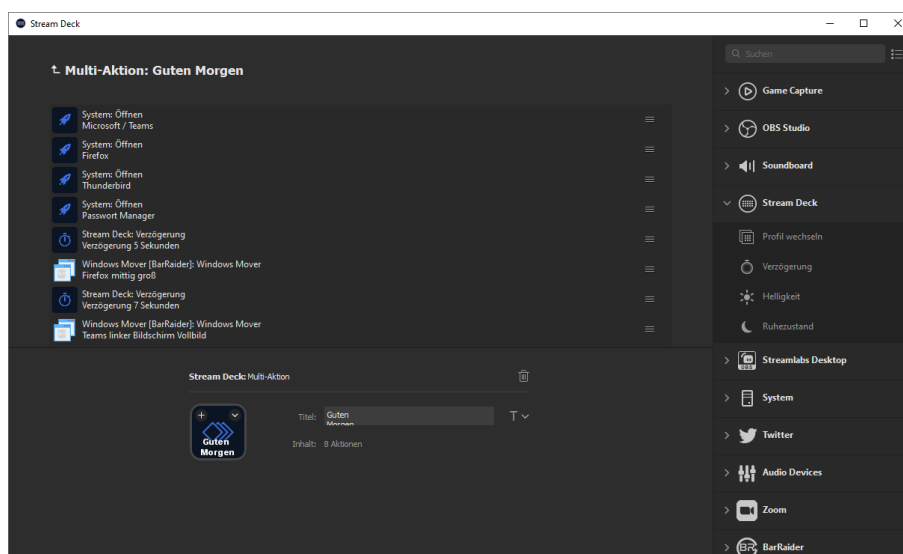 Stream Deck
Multi-Aktion: Guten Morgen
System: Öffnen
Microsoft / Teams
System: Öffnen
Firefox
System: Öffnen
Thunderbird
System: Öffnen
Passwort Manager
Stream Deck: Verzögerung
Verzögerung 5 Sekunden
Windows Mover [BarRaider]: Windows Mover
Firefox mittig groß
Stream Deck: Verzögerung
Verzögerung 7 Sekunden
Windows Mover [BarRaider]: Windows Mover
Teams linker Bildschirm Vollbild
Stream Deck: Multi-Aktion
Guten
Morgen
Titel:
Guten
Morgen
T
Inhalt: 8 Aktionen
Suchen
Game Capture
OBS Studio
Soundboard
Stream Deck
Profil wechseln
Verzögerung
Helligkeit
Ruhezustand
OBS
Streamlabs Desktop
System
Twitter
Audio Devices
Zoom
BR
BarRaider